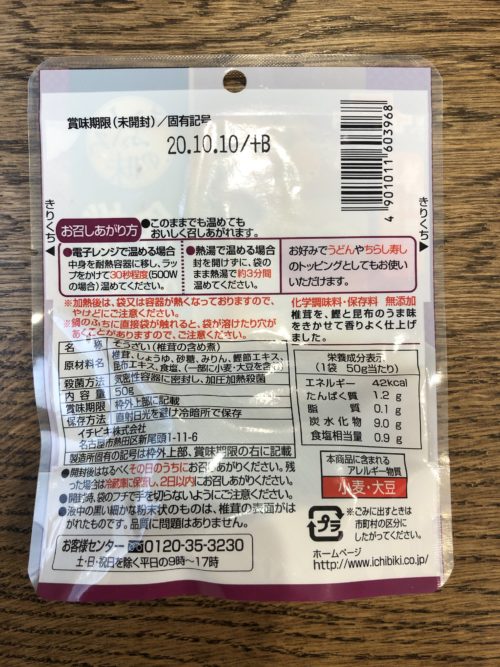 賞味期限(未開封)/固有記号
20.10.10/+B
4901011603968
きりくち
きりくち
お召しあがり方
●このままでも温めても
おいしく召しあがれます。
●電子レンジで温める場合
中身を耐熱容器に移し、ラッ
プをかけて30秒程度(500W
の場合)温めてください。
●熱湯で温める場合
封を開けずに、袋の
まま熱湯で約3分間
温めてください。
お好みでうどんやちらし寿し
のトッピングとしてもお使い
いただけます。
※加熱後は、袋又は容器が熱くなっておりますので、
やけどにご注意ください。
※鍋のふちに直接袋が触れると、袋が溶けたり穴が
あくことがありますので、ご注意ください。
化学調味料・保存料 無添加
椎茸を、鰹と昆布のうま味
をきかせて香りよく仕上げ
ました。
名称 そうざい(椎茸の含め煮)
原材料名 椎茸、しょうゆ、砂糖、みりん、鰹節エキス、
昆布エキス、食塩、(一部に小麦・大豆を含む)
殺菌方法 気密性容器に密封し、加圧加熱殺菌
内容量 50g
賞味期限 枠外上部に記載
保存方法 直射日光を避け冷暗所で保存
イチビキ株式会社
名古屋市熱田区新尾頭1-11-6
製造所固有の記号は枠外上部、賞味期限の右に記載
栄養成分表示
(1袋 50g当たり)
エネルギー 42kcal
たんぱく質 1.2 g
脂質 0.1 g
炭水化物 9.0 g
食塩相当量 0.9 g
本商品に含まれる
アレルギー物質
小麦・大豆
●開封後はなるべくその日のうちにお召しあがりください。残
った場合は冷蔵庫に保管し、2日以内にお召しあがりください。
●開封時、袋のフチで手を切らないようにご注意ください。
●液中の黒い細かな粉末状のものは、椎茸の表面がは
がれたものです。品質に問題はありません。
プラ
※ごみに出すときは
市町村の区分に
したがってください。
お客様センター 0120-35-3230
土・日・祝日を除く平日の9時〜17時
ホームページ
http://www.ichibiki.co.jp/